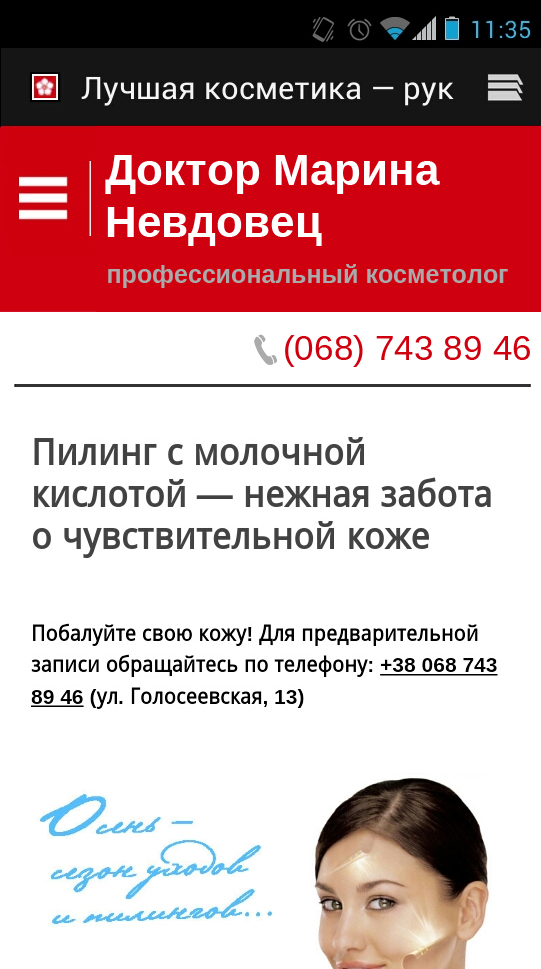 11:35
Лучшая косметика — рук
Доктор Марина
Невдовец
профессиональный косметолог
(068) 743 89 46
Пилинг с молочной
кислотой — нежная забота
о чувствительной коже
Побалуйте свою кожу! Для предварительной
записи обращайтесь по телефону: +38 068 743
89 46 (ул. Голосеевская, 13)
Осень –
сезон уходов
и пилингов...